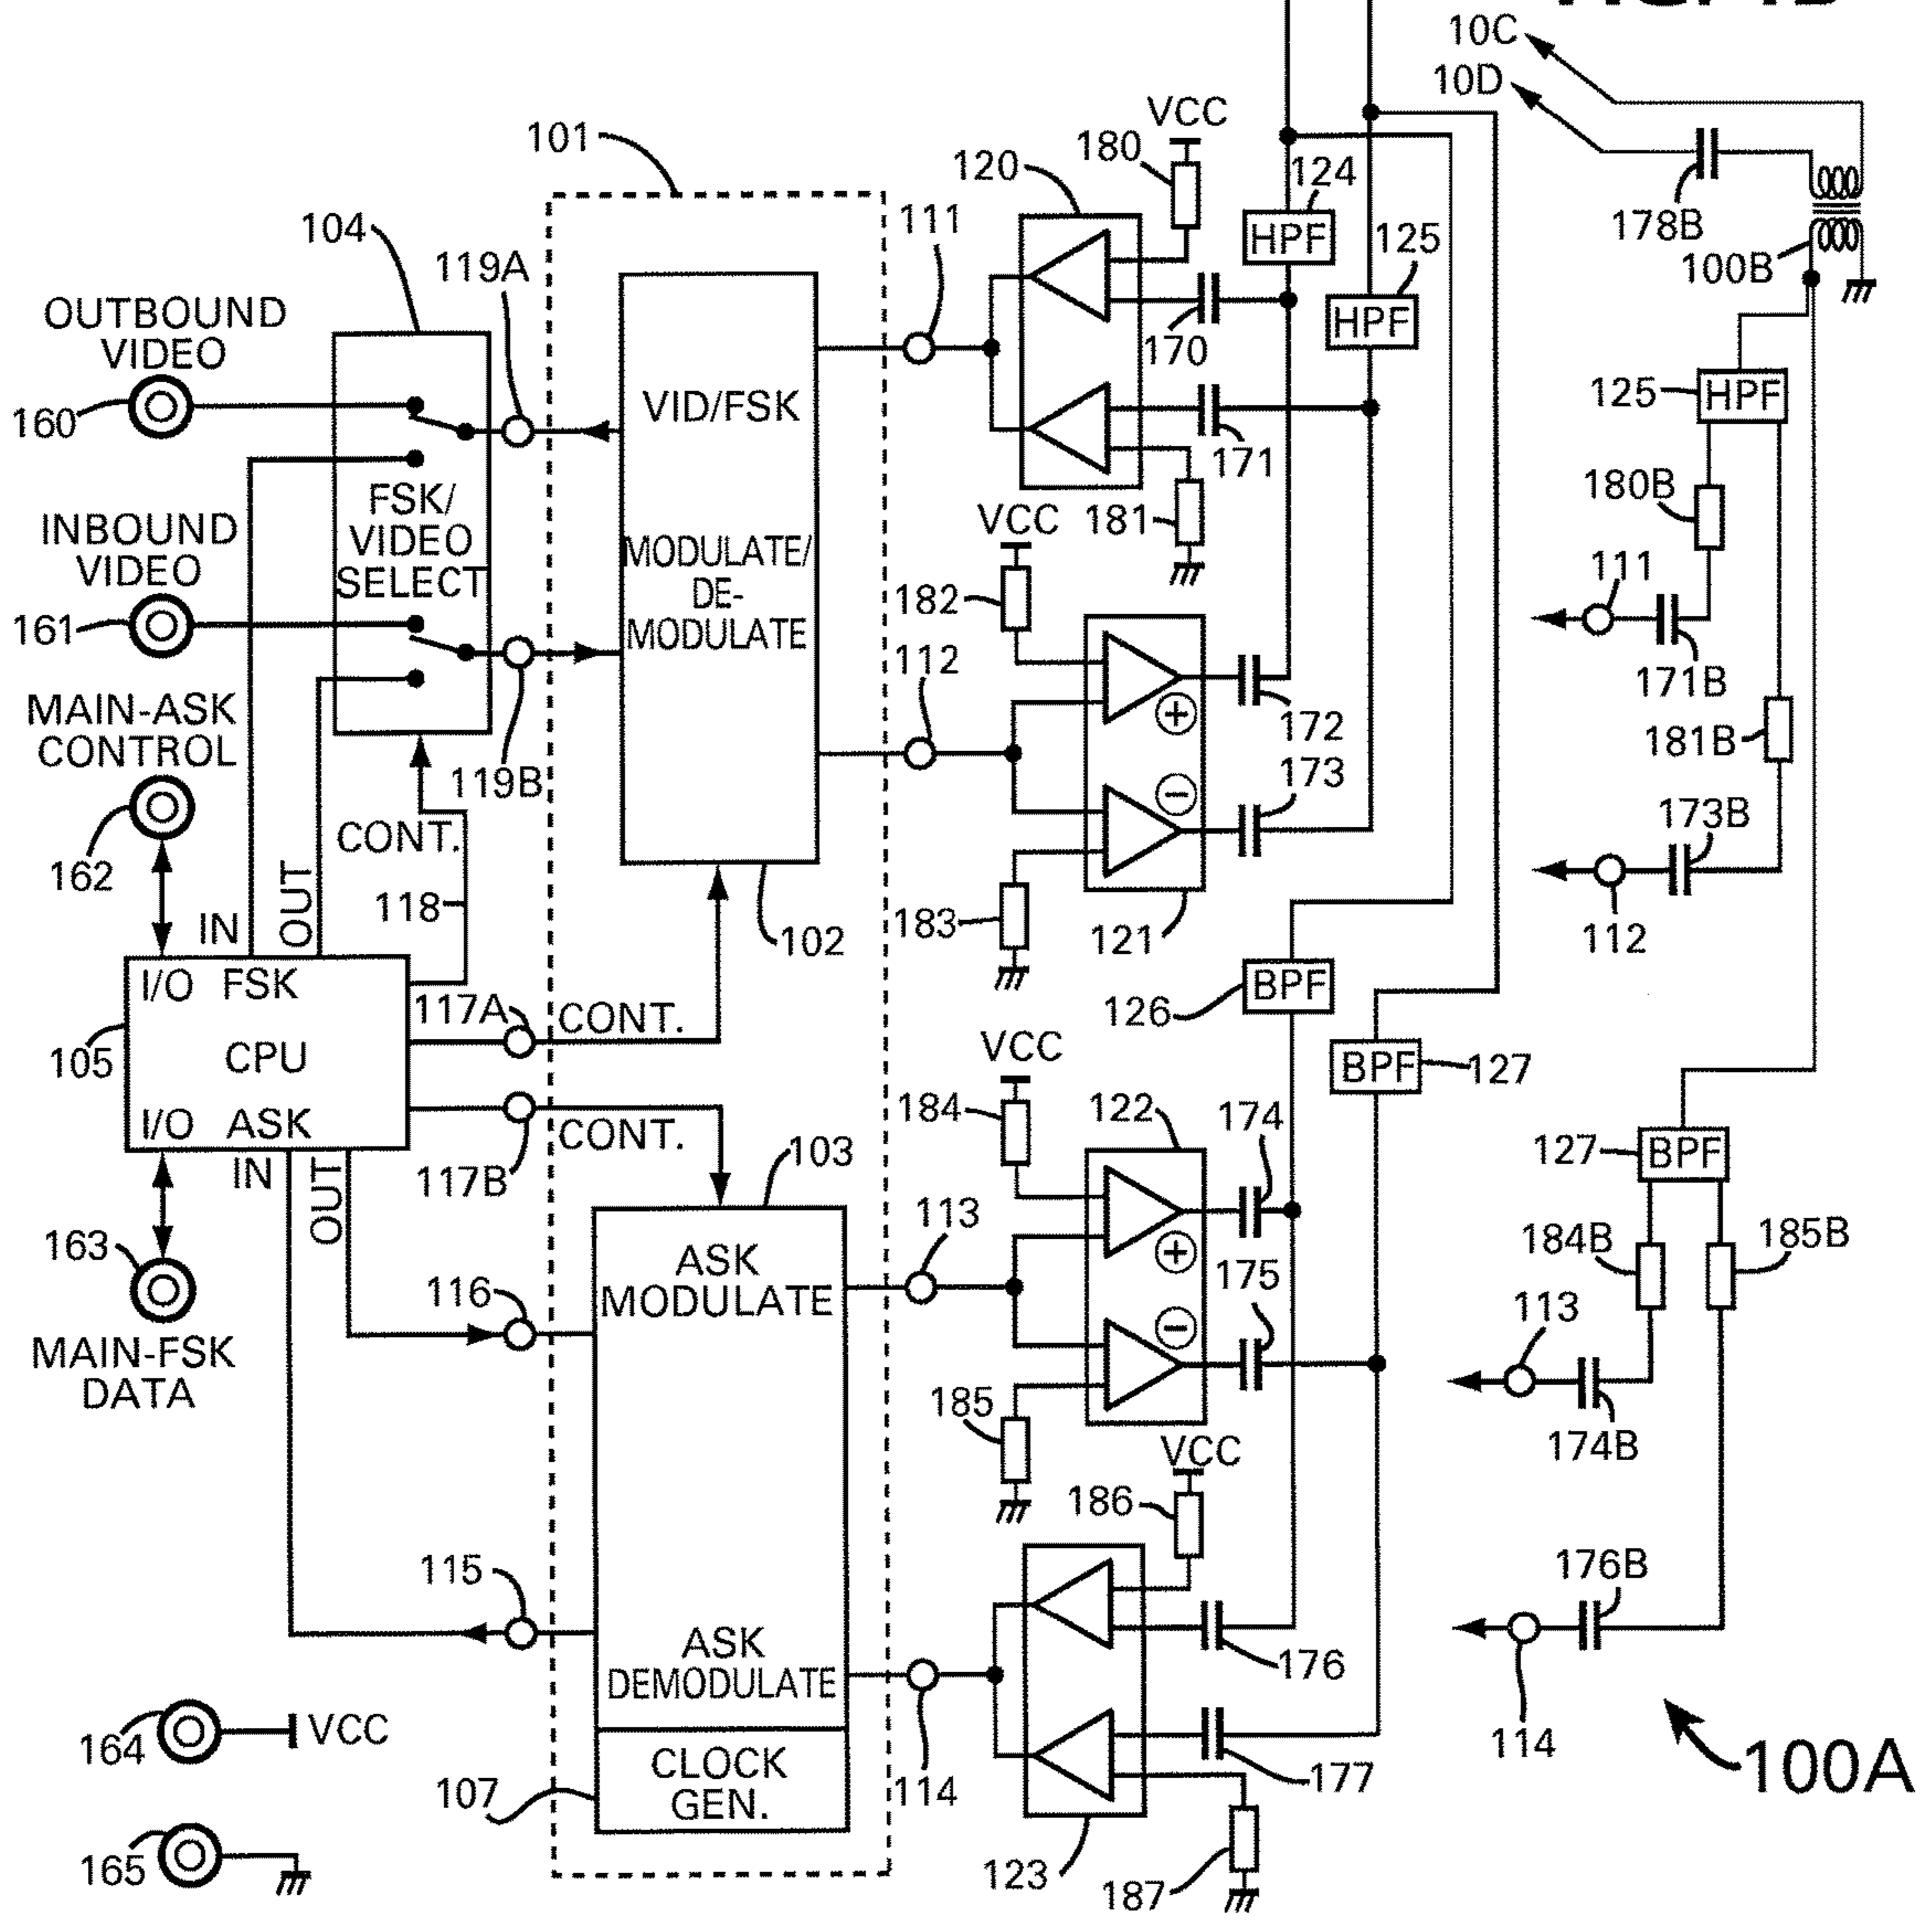 10C
10D
VCC
101
180
120
124
104
111
178B
119A
HPF
125
100B
OUTBOUND
VIDEO
HPF
170
160
VID/FSK
125
HPF
171
FSK/
VIDEO
SELECT
180B
INBOUND
VIDEO
VCC
181
MODULATE/
DE-
MODULATE
111
182
161
112
171B
MAIN-ASK
CONTROL
172
181B
119B
173
173B
CONT.
162
118
IN
OUT
102
183
121
112
I/O
FSK
117A
CONT.
126
BPF
105
CPU
VCC
BPF
127
I/O
ASK
184
122
174
CONT.
103
127
BPF
IN
OUT
117B
163
113
184B
185B
116
ASK
MODULATE
175
113
MAIN-FSK
DATA
185
174B
VCC
186
115
176B
ASK
DEMODULATE
176
164
VCC
114
CLOCK
GEN.
107
114
177
100A
165
123
187